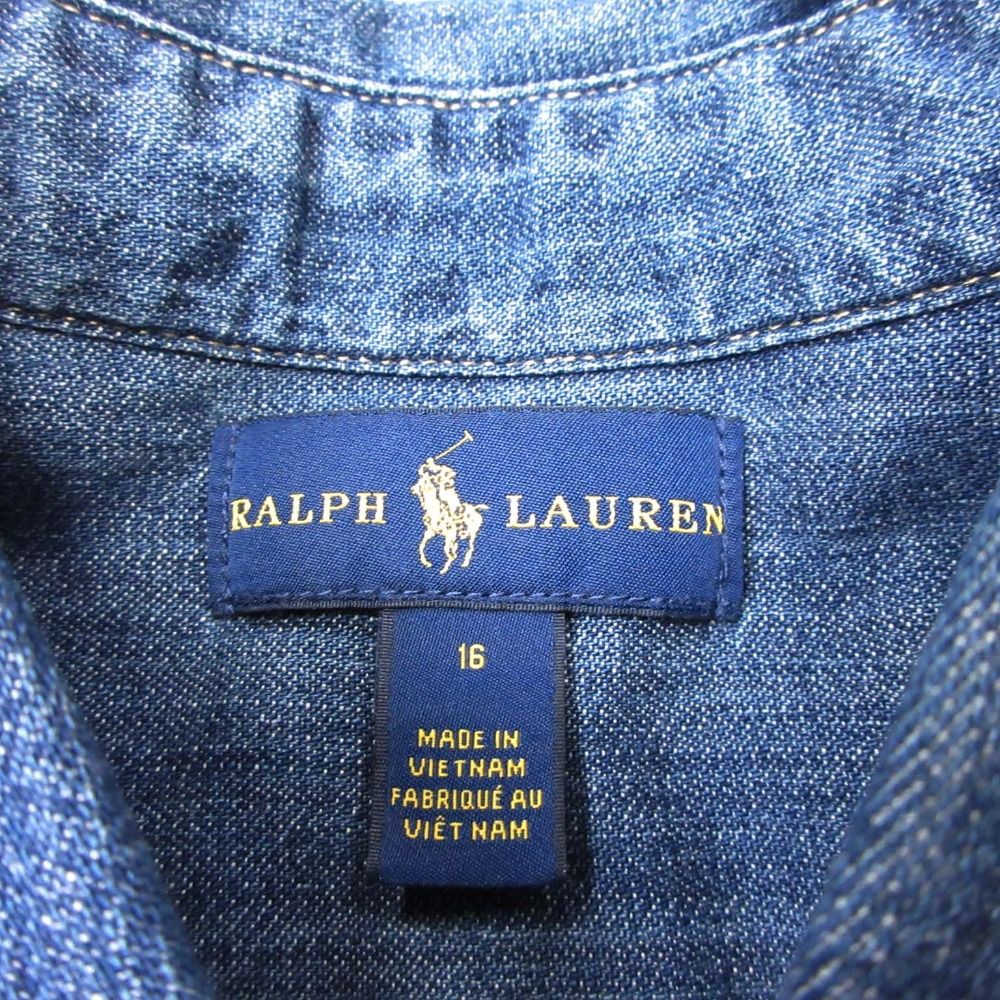 RALPH LAUREN
16
MADE IN
VIETNAM
FABRIQUÉ AU
VIÊT NAM